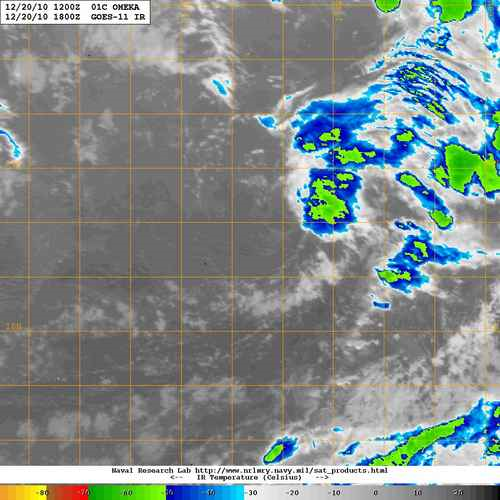 12/20/10 1200Z 01C OMEKA
12/20/10 1800Z GOES-11 IR
10N
Naval Research Lab http://www.nrlmry.navy.mil/sat_products.html
<-- IR Temperature (Celsius) -->
-80 -70 -60 -50 -40 -30 -20 -10 0 10 20